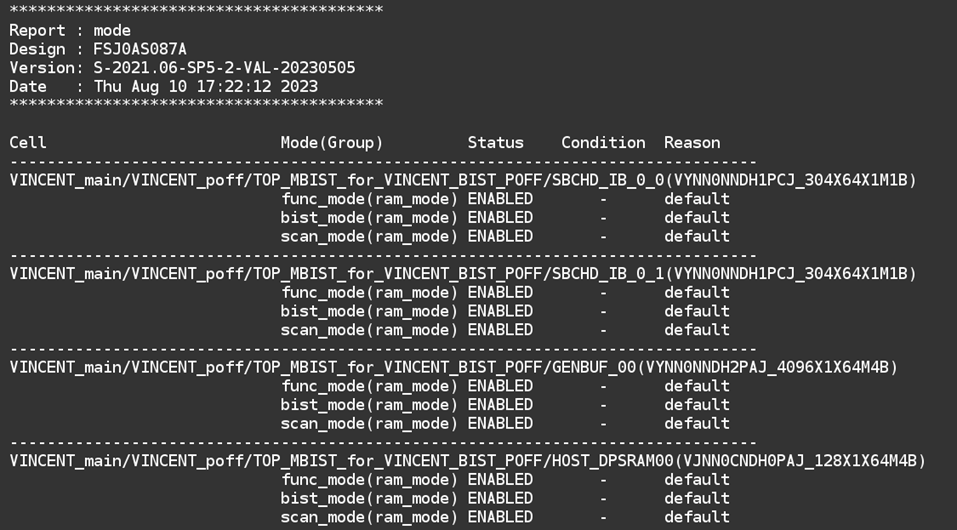 ****************************************
Report : mode
Design : FSJ0AS087A
Version: S-2021.06-SP5-2-VAL-20230505
Date   : Thu Aug 10 17:22:12 2023
****************************************
Cell                         Mode(Group)         Status    Condition  Reason
--------------------------------------------------------------------------------
VINCENT_main/VINCENT_poff/TOP_MBIST_for_VINCENT_BIST_POFF/SBCHD_IB_0_0(VYNN0NNDH1PCJ_304X64X1M1B)
                             func_mode(ram_mode) ENABLED       -      default
                             bist_mode(ram_mode) ENABLED       -      default
                             scan_mode(ram_mode) ENABLED       -      default
--------------------------------------------------------------------------------
VINCENT_main/VINCENT_poff/TOP_MBIST_for_VINCENT_BIST_POFF/SBCHD_IB_0_1(VYNN0NNDH1PCJ_304X64X1M1B)
                             func_mode(ram_mode) ENABLED       -      default
                             bist_mode(ram_mode) ENABLED       -      default
                             scan_mode(ram_mode) ENABLED       -      default
--------------------------------------------------------------------------------
VINCENT_main/VINCENT_poff/TOP_MBIST_for_VINCENT_BIST_POFF/GENBUF_00(VYNN0NNDH2PAJ_4096X1X64M4B)
                             func_mode(ram_mode) ENABLED       -      default
                             bist_mode(ram_mode) ENABLED       -      default
                             scan_mode(ram_mode) ENABLED       -      default
--------------------------------------------------------------------------------
VINCENT_main/VINCENT_poff/TOP_MBIST_for_VINCENT_BIST_POFF/HOST_DPSRAM00(VJNN0CNDH0PAJ_128X1X64M4B)
                             func_mode(ram_mode) ENABLED       -      default
                             bist_mode(ram_mode) ENABLED       -      default
                             scan_mode(ram_mode) ENABLED       -      default